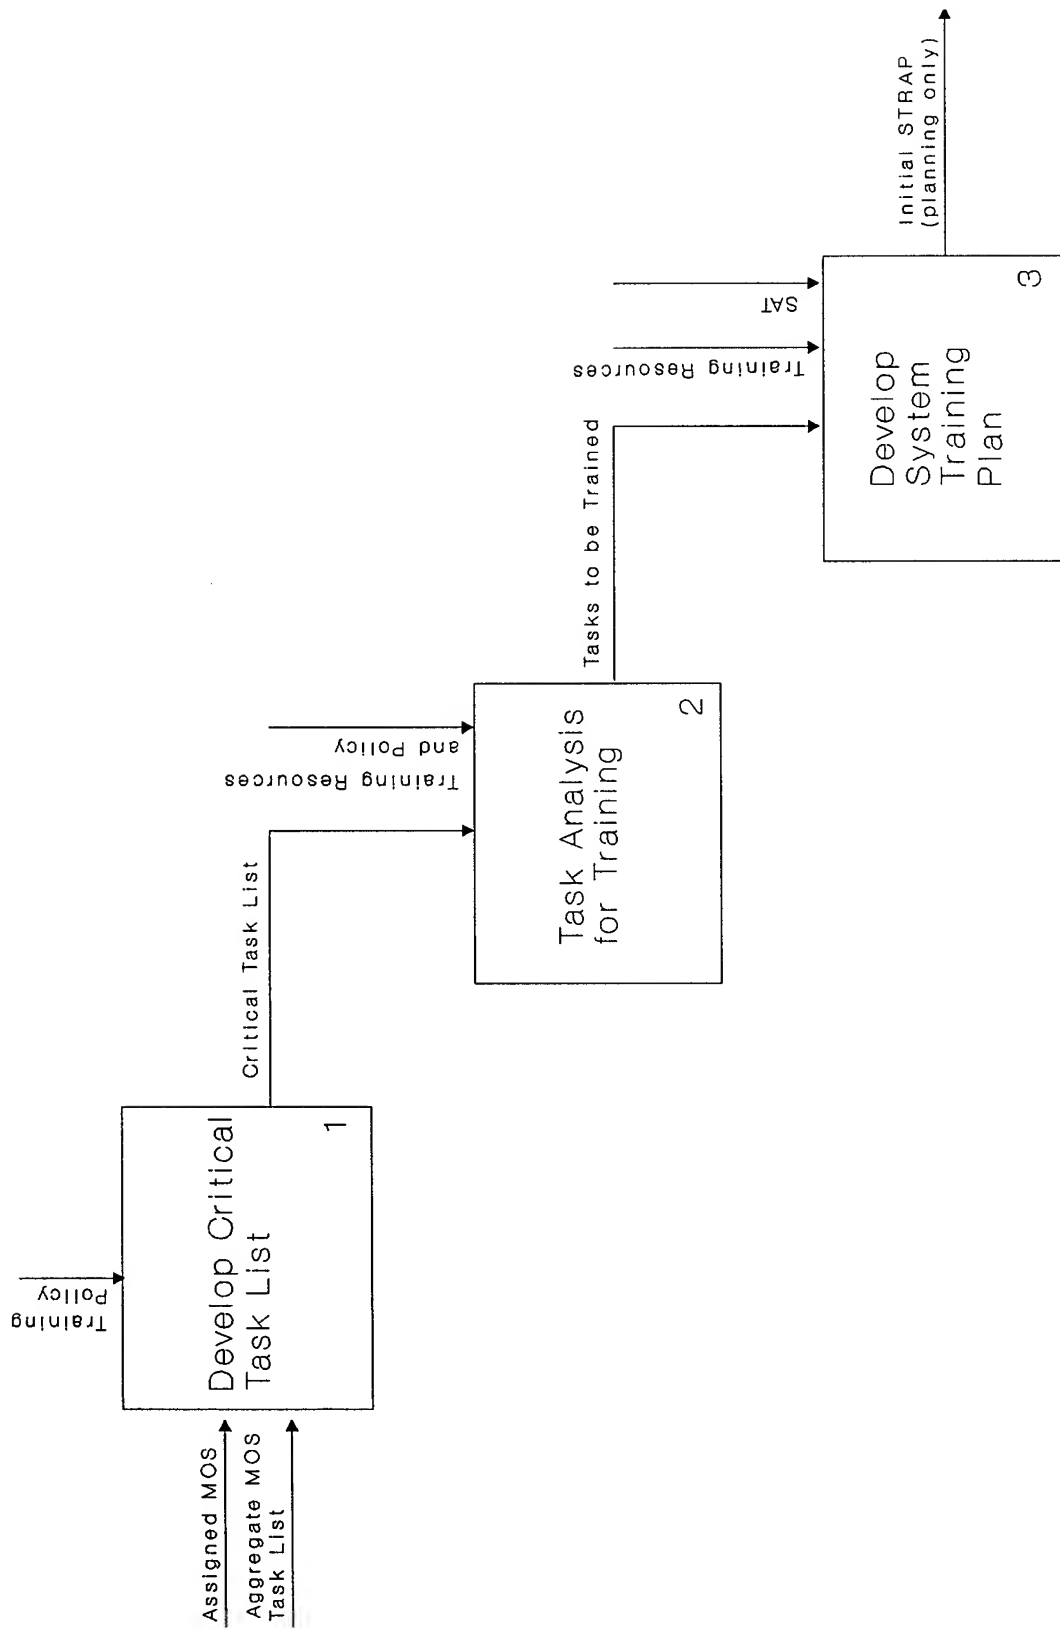 Training
Policy
Assigned MOS
Aggregate MOS
Task List
Develop Critical
Task List
1
Critical Task List
Training Resources
and Policy
Task Analysis
for Training
2
Tasks to be Trained
Training Resources
SAT
Develop
System
Training
Plan
3
Initial STRAP
(planning only)